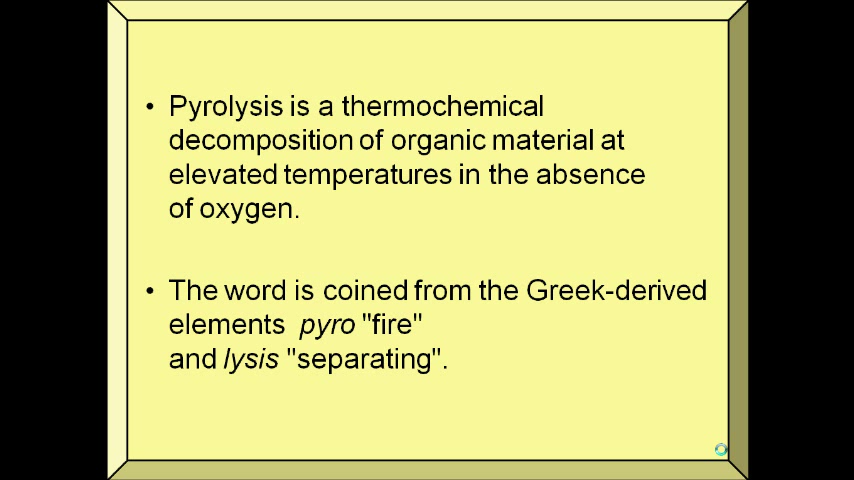 • Pyrolysis is a thermochemical
decomposition of organic material at
elevated temperatures in the absence
of oxygen.
• The word is coined from the Greek-derived
elements  pyro "fire"
and lysis "separating".